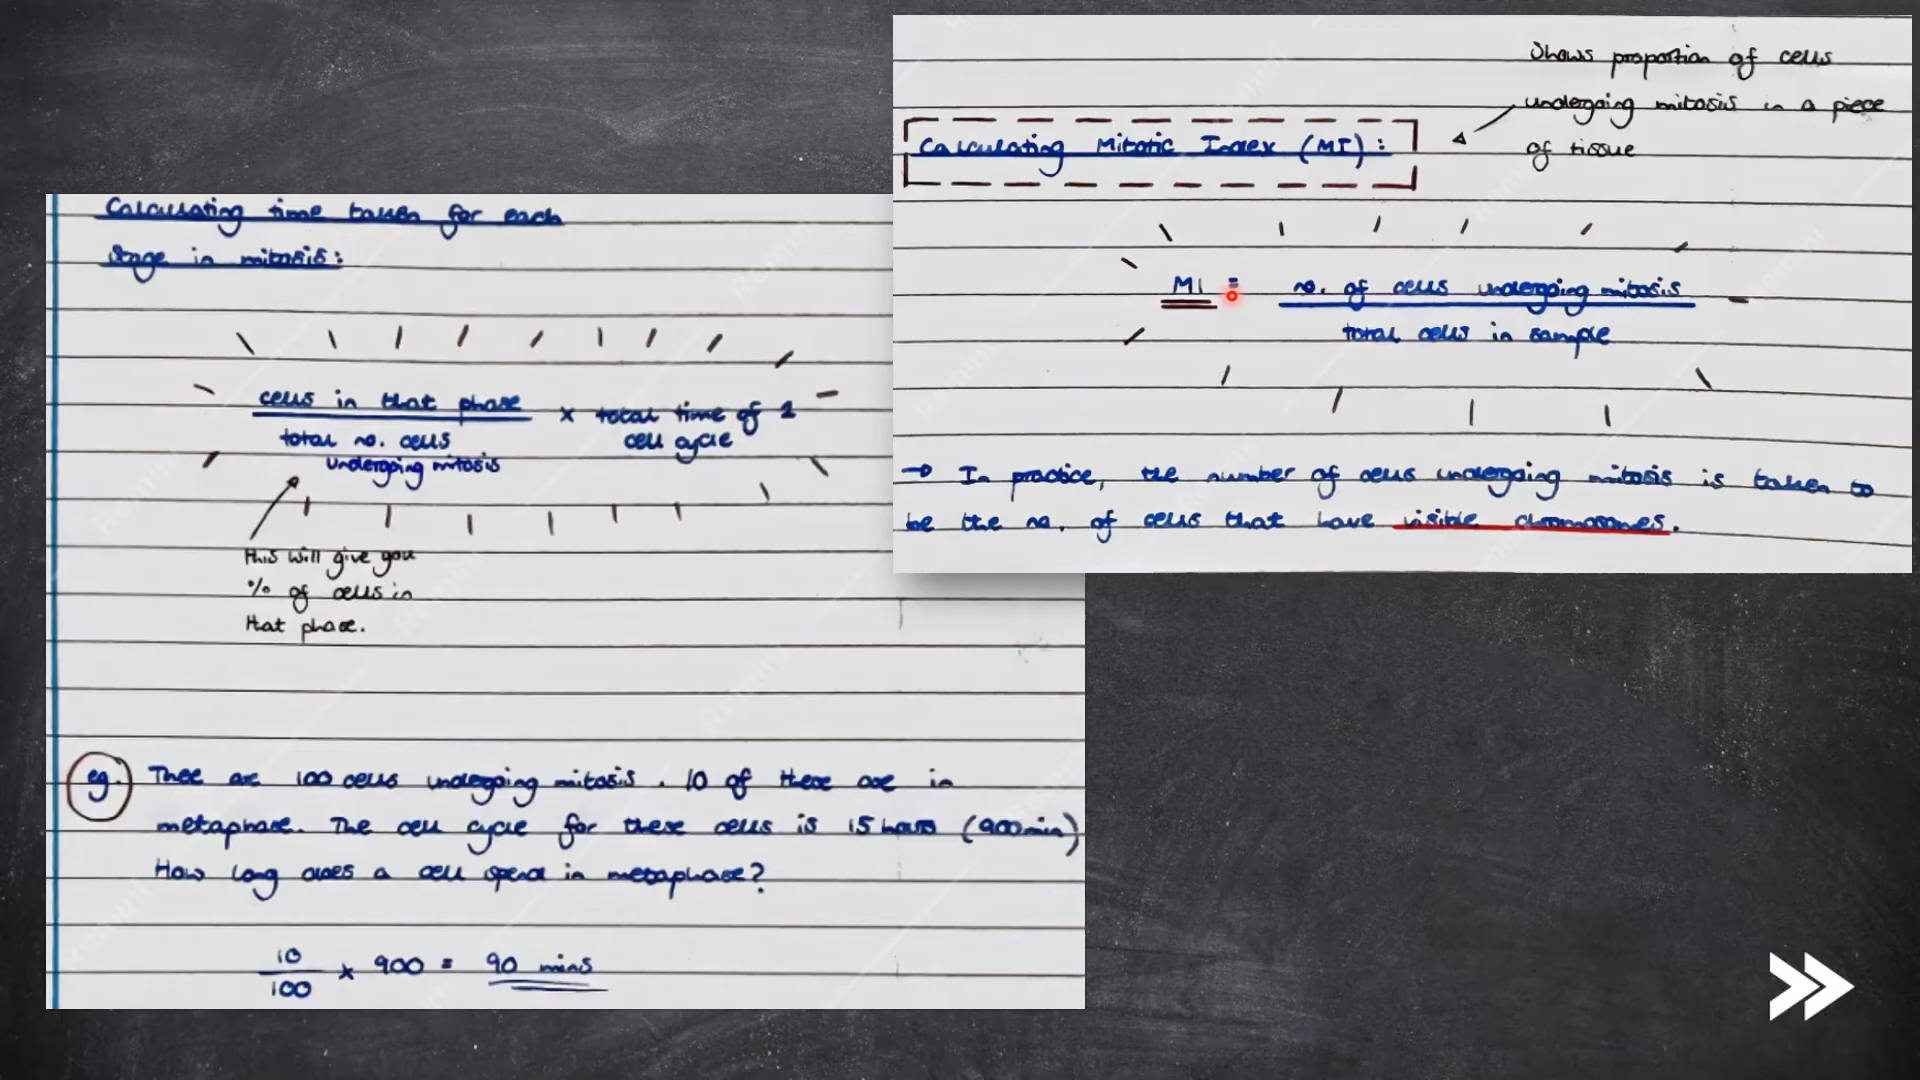 Calculating time taken for each
stage in mitosis:
cells in that phase
total no. cells
undergoing mitosis
x total time of 1
cell cycle
this will give you
% of cells in
that phase.
eg. There are 100 cells undergoing mitosis. 10 of these are in
metaphase. The cell cycle for these cells is 15 hours (900min)
How long does a cell spend in metaphase?
10
100
x 900 = 90 mins
Shows proportion of cells
undergoing mitosis in a piece
of tissue
Calculating Mitotic Index (MI):
MI = no. of cells undergoing mitosis
total cells in sample
→ In practice, the number of cells undergoing mitosis is taken to
be the no. of cells that have visible chromosomes.